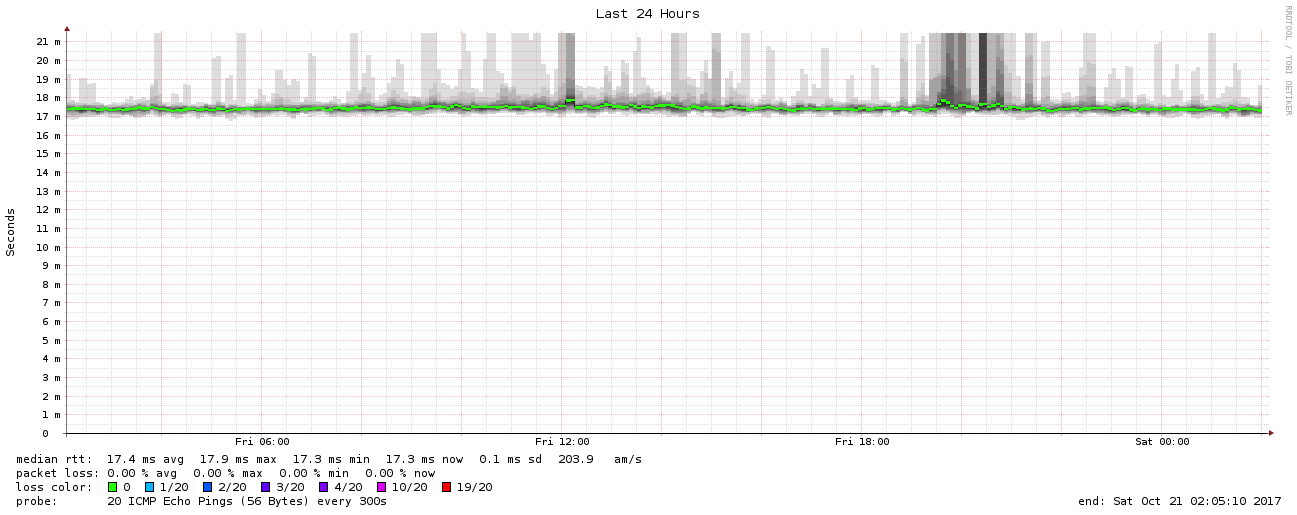 Last 24 Hours
RRDTOOL / TOBI OETIKER
Seconds
21 m
20 m
19 m
18 m
17 m
16 m
15 m
14 m
13 m
12 m
11 m
10 m
9 m
8 m
7 m
6 m
5 m
4 m
3 m
2 m
1 m
0
Fri 06:00 Fri 12:00 Fri 18:00 Sat 00:00
median rtt: 17.4 ms avg 17.9 ms max 17.3 ms min 17.3 ms now 0.1 ms sd 203.9 am/s
packet loss: 0.00 % avg 0.00 % max 0.00 % min 0.00 % now
loss color: 0 1/20 2/20 3/20 4/20 10/20 19/20
probe: 20 ICMP Echo Pings (56 Bytes) every 300s end: Sat Oct 21 02:05:10 2017